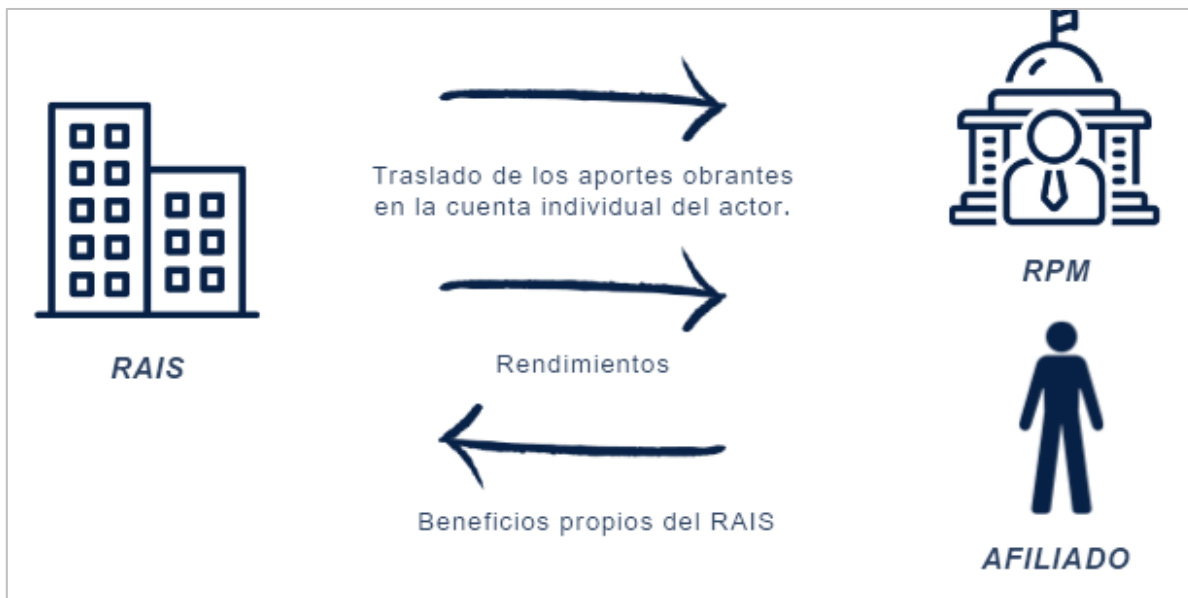 Traslado de los aportes obrantes
en la cuenta individual del actor.
RPM
RAIS
Rendimientos
Beneficios propios del RAIS
AFILIADO